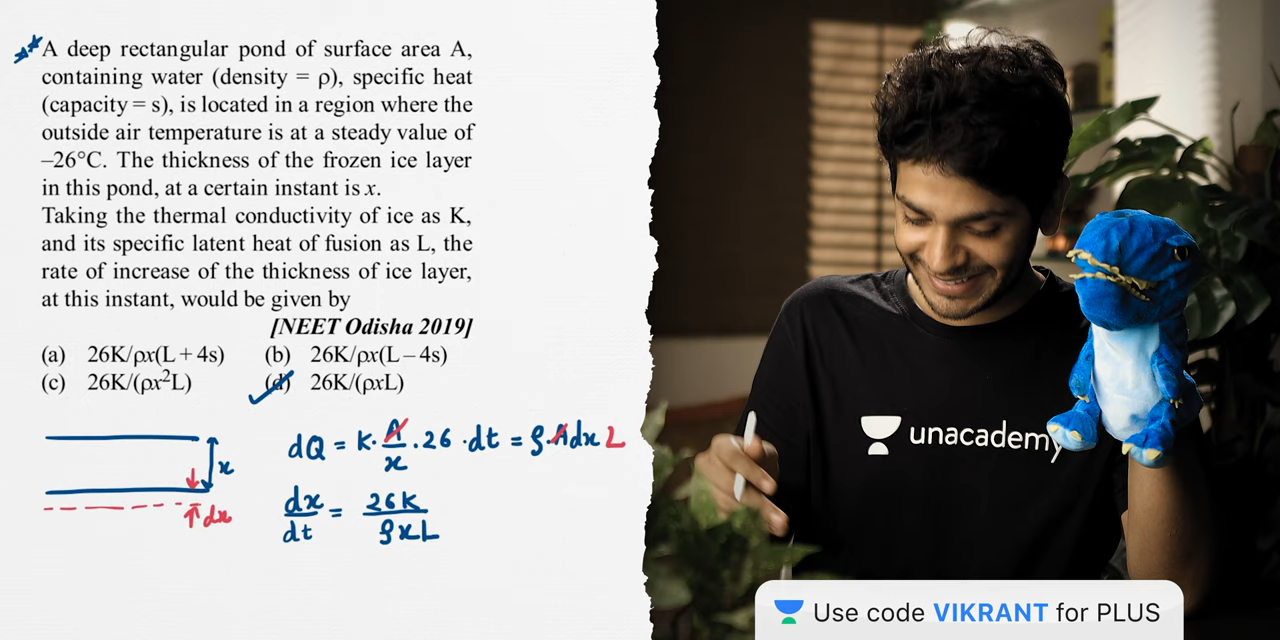 A deep rectangular pond of surface area A,
containing water (density = ρ), specific heat
(capacity = s), is located in a region where the
outside air temperature is at a steady value of
–26°C. The thickness of the frozen ice layer
in this pond, at a certain instant is x.
Taking the thermal conductivity of ice as K,
and its specific latent heat of fusion as L, the
rate of increase of the thickness of ice layer,
at this instant, would be given by
[NEET Odisha 2019]
(a) 26K/ρx(L+4s) (b) 26K/ρx(L–4s)
(c) 26K/(ρx²L) (d) 26K/(ρxL)
x
dx
dQ = K·A/x·26·dt = ρ·AdxL
dx/dt = 26K/ρxL
unacademy
Use code VIKRANT for PLUS